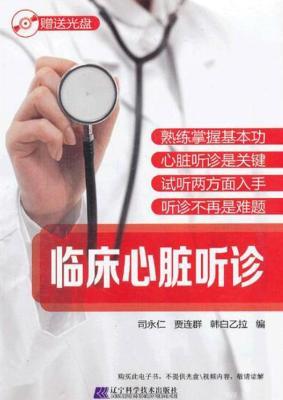 赠送光盘
熟练掌握基本功
心脏听诊是关键
试听两方面入手
听诊不再是难题
临床心脏听诊
司永仁 贾连群 韩白乙拉 编
购买此电子书，不提供光盘\视频内容，敬请谅解
辽宁科学技术出版社